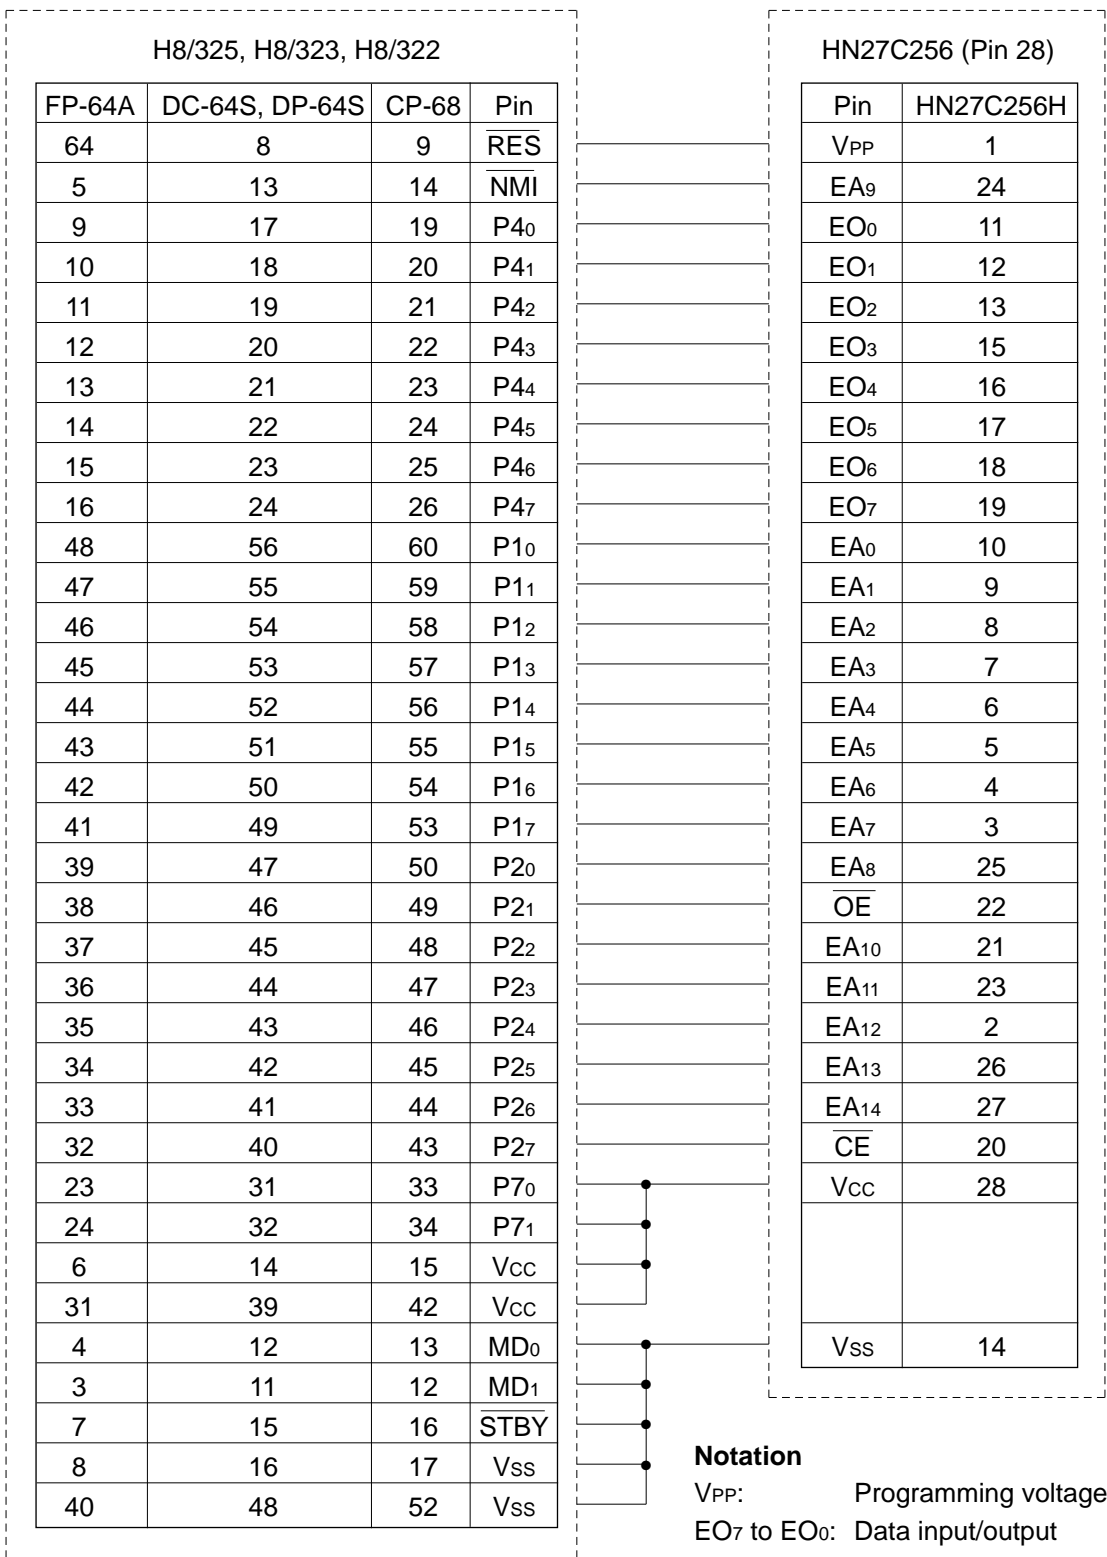 H8/325, H8/323, H8/322
FP-64A DC-64S, DP-64S CP-68 Pin
64 8 9 RES
5 13 14 NMI
9 17 19 P40
10 18 20 P41
11 19 21 P42
12 20 22 P43
13 21 23 P44
14 22 24 P45
15 23 25 P46
16 24 26 P47
48 56 60 P10
47 55 59 P11
46 54 58 P12
45 53 57 P13
44 52 56 P14
43 51 55 P15
42 50 54 P16
41 49 53 P17
39 47 50 P20
38 46 49 P21
37 45 48 P22
36 44 47 P23
35 43 46 P24
34 42 45 P25
33 41 44 P26
32 40 43 P27
23 31 33 P70
24 32 34 P71
6 14 15 VCC
31 39 42 VCC
4 12 13 MD0
3 11 12 MD1
7 15 16 STBY
8 16 17 VSS
40 48 52 VSS
HN27C256 (Pin 28)
Pin HN27C256H
VPP 1
EA9 24
EO0 11
EO1 12
EO2 13
EO3 15
EO4 16
EO5 17
EO6 18
EO7 19
EA0 10
EA1 9
EA2 8
EA3 7
EA4 6
EA5 5
EA6 4
EA7 3
EA8 25
OE 22
EA10 21
EA11 23
EA12 2
EA13 26
EA14 27
CE 20
VCC 28
VSS 14
Notation
VPP: Programming voltage
EO7 to EO0: Data input/output